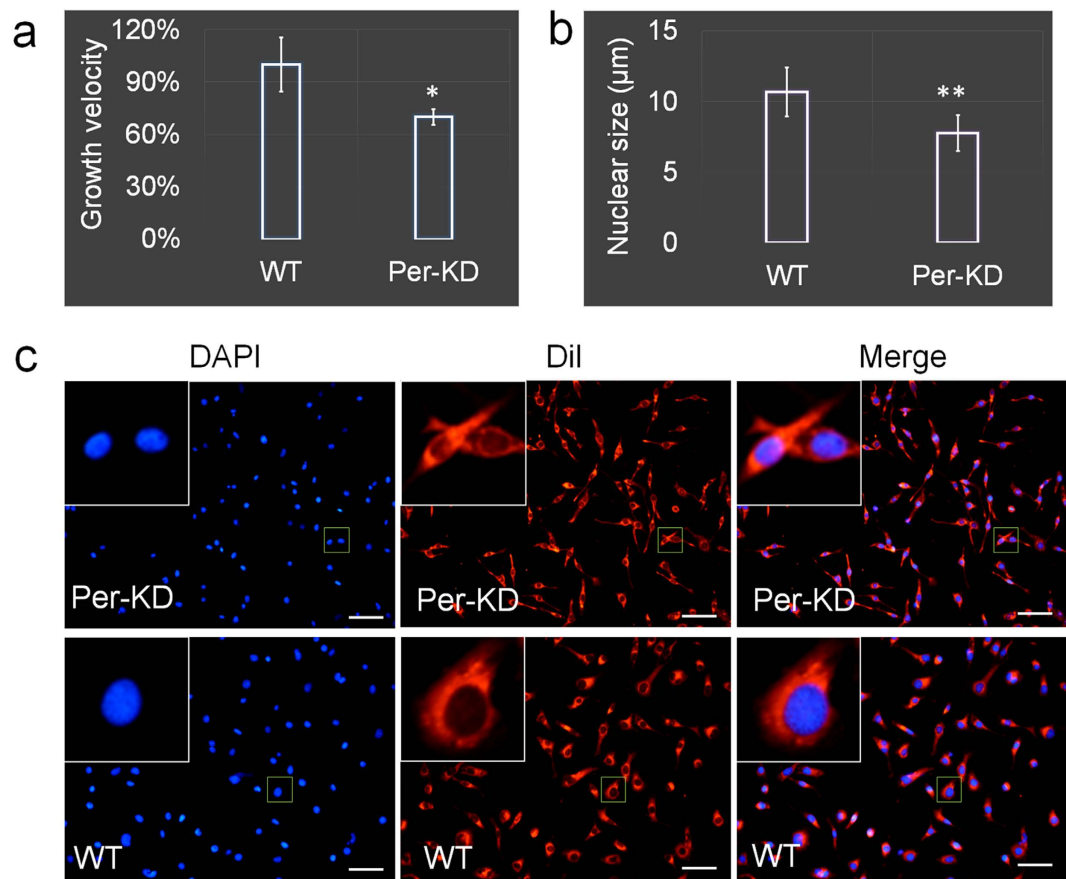 a
120%
90%
60%
30%
0%
Growth velocity
*
WT
Per-KD
b
15
10
5
0
Nuclear size (µm)
**
WT
Per-KD
c
DAPI
Dil
Merge
Per-KD
Per-KD
Per-KD
WT
WT
WT